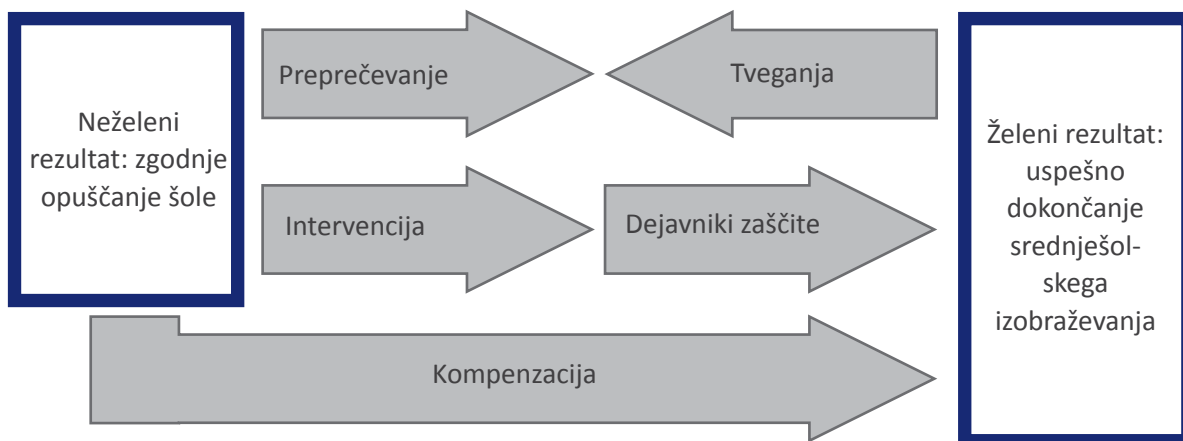 Neželeni
rezultat: zgodnje
opuščanje šole
Preprečevanje
Tveganja
Intervencija
Dejavniki zaščite
Kompenzacija
Želeni rezultat:
uspešno
dokončanje
srednješol-
skega
izobraževanja